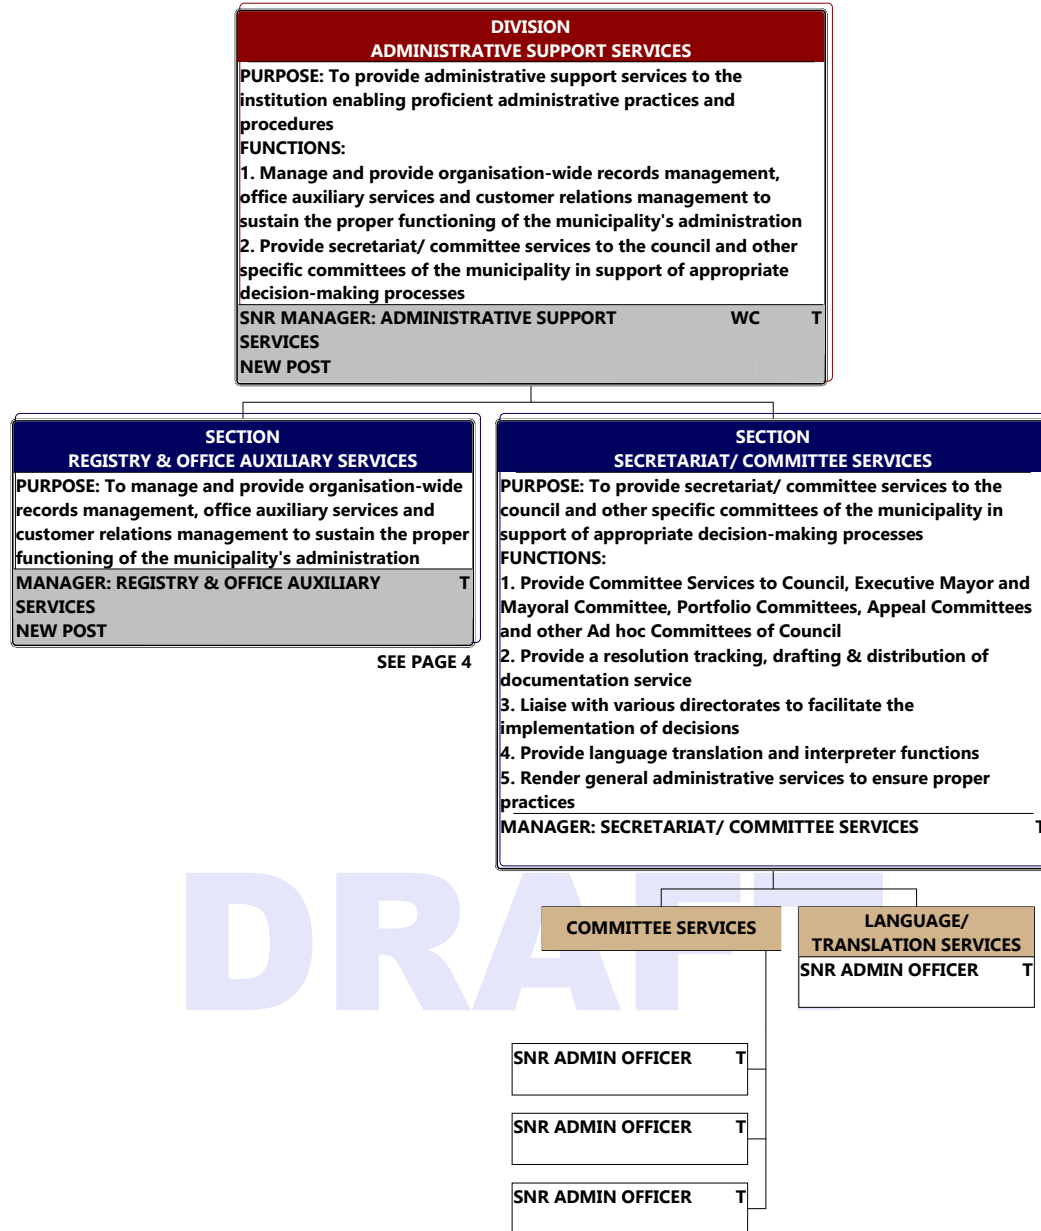 DIVISION
ADMINISTRATIVE SUPPORT SERVICES
PURPOSE: To provide administrative support services to the
institution enabling proficient administrative practices and
procedures
FUNCTIONS:
1. Manage and provide organisation-wide records management,
office auxiliary services and customer relations management to
sustain the proper functioning of the municipality's administration
2. Provide secretariat/ committee services to the council and other
specific committees of the municipality in support of appropriate
decision-making processes
SNR MANAGER: ADMINISTRATIVE SUPPORT WC T
SERVICES
NEW POST
SECTION
REGISTRY & OFFICE AUXILIARY SERVICES
PURPOSE: To manage and provide organisation-wide
records management, office auxiliary services and
customer relations management to sustain the proper
functioning of the municipality's administration
MANAGER: REGISTRY & OFFICE AUXILIARY T
SERVICES
NEW POST
SEE PAGE 4
SECTION
SECRETARIAT/ COMMITTEE SERVICES
PURPOSE: To provide secretariat/ committee services to the
council and other specific committees of the municipality in
support of appropriate decision-making processes
FUNCTIONS:
1. Provide Committee Services to Council, Executive Mayor and
Mayoral Committee, Portfolio Committees, Appeal Committees
and other Ad hoc Committees of Council
2. Provide a resolution tracking, drafting & distribution of
documentation service
3. Liaise with various directorates to facilitate the
implementation of decisions
4. Provide language translation and interpreter functions
5. Render general administrative services to ensure proper
practices
MANAGER: SECRETARIAT/ COMMITTEE SERVICES T
DRAFT
COMMITTEE SERVICES
LANGUAGE/
TRANSLATION SERVICES
SNR ADMIN OFFICER T
SNR ADMIN OFFICER T
SNR ADMIN OFFICER T
SNR ADMIN OFFICER T